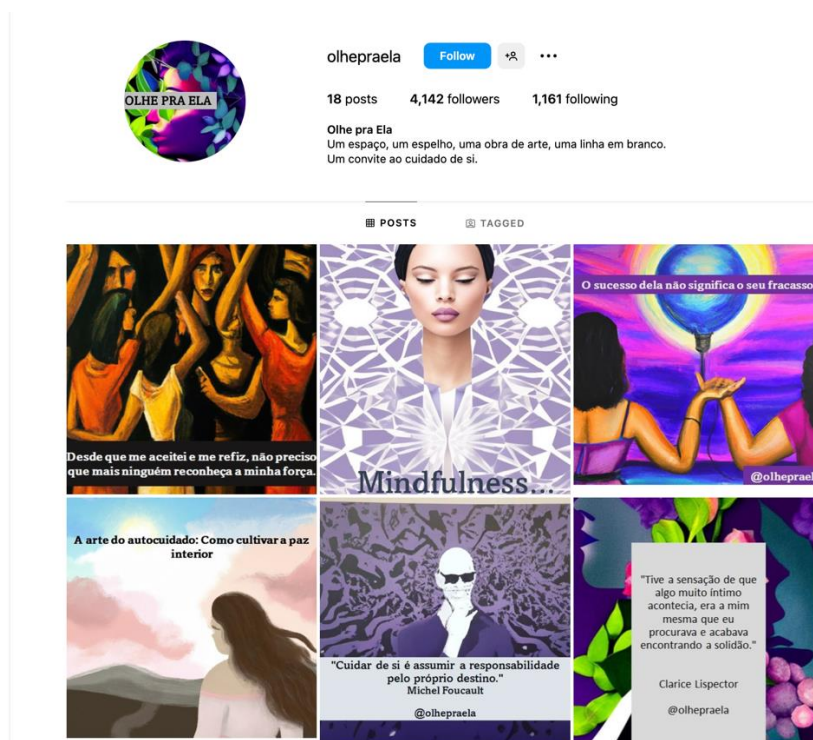 olhepraela Follow
18 posts 4,142 followers 1,161 following
OLHE PRA ELA
Olhe pra Ela
Um espaço, um espelho, uma obra de arte, uma linha em branco.
Um convite ao cuidado de si.
POSTS TAGGED
Desde que me aceitei e me refiz, não preciso
que mais ninguém reconheça a minha força.
Mindfulness...
O sucesso dela não significa o seu fracasso
@olhepraela
A arte do autocuidado: Como cultivar a paz
interior
"Cuidar de si é assumir a responsabilidade
pelo próprio destino."
Michel Foucault
@olhepraela
"Tive a sensação de que
algo muito íntimo
acontecia, era a mim
mesma que eu
procurava e acabava
encontrando a solidão."
Clarice Lispector
@olhepraela